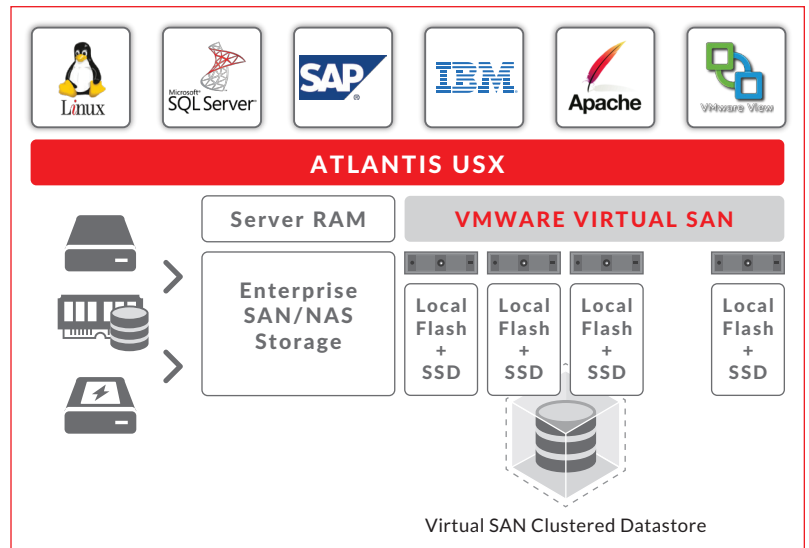 Linux
Microsoft®
SQL Server®
SAP®
IBM®
Apache
VMware View
ATLANTIS USX
Server RAM
VMWARE VIRTUAL SAN
Enterprise
SAN/NAS
Storage
Local
Flash
+
SSD
Local
Flash
+
SSD
Local
Flash
+
SSD
Local
Flash
+
SSD
Virtual SAN Clustered Datastore